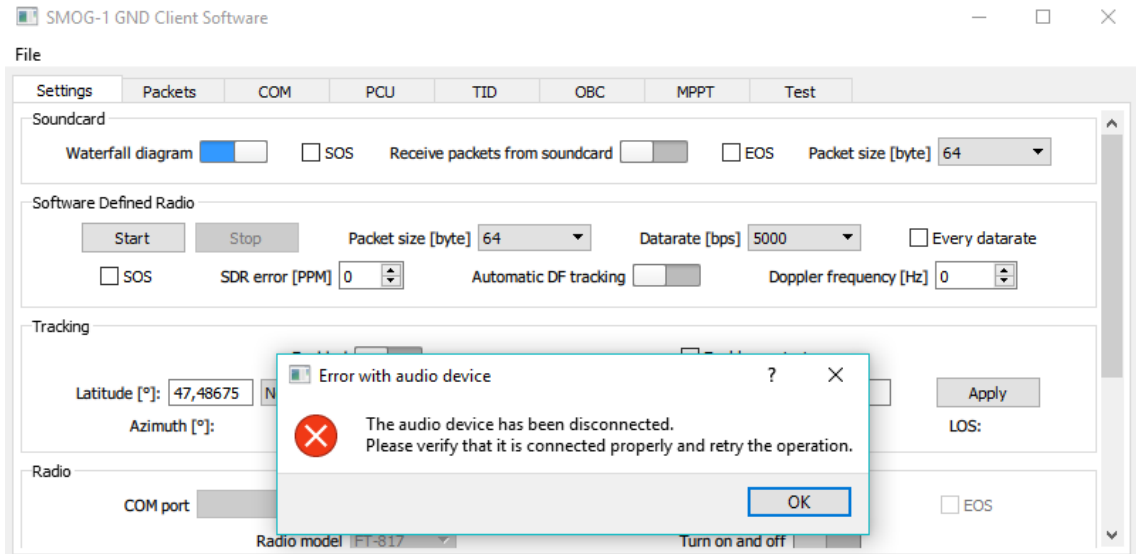 SMOG-1 GND Client Software
File
Settings Packets COM PCU TID OBC MPPT Test
Soundcard
Waterfall diagram SOS Receive packets from soundcard EOS Packet size [byte] 64
Software Defined Radio
Start Stop Packet size [byte] 64 Datarate [bps] 5000 Every datarate
SOS SDR error [PPM] 0 Automatic DF tracking Doppler frequency [Hz] 0
Tracking
Latitude [°]: 47,48675 N Apply
Azimuth [°]: LOS:
Error with audio device ?
The audio device has been disconnected.
Please verify that it is connected properly and retry the operation.
OK
Radio
COM port EOS
Radio model FT-817 Turn on and off